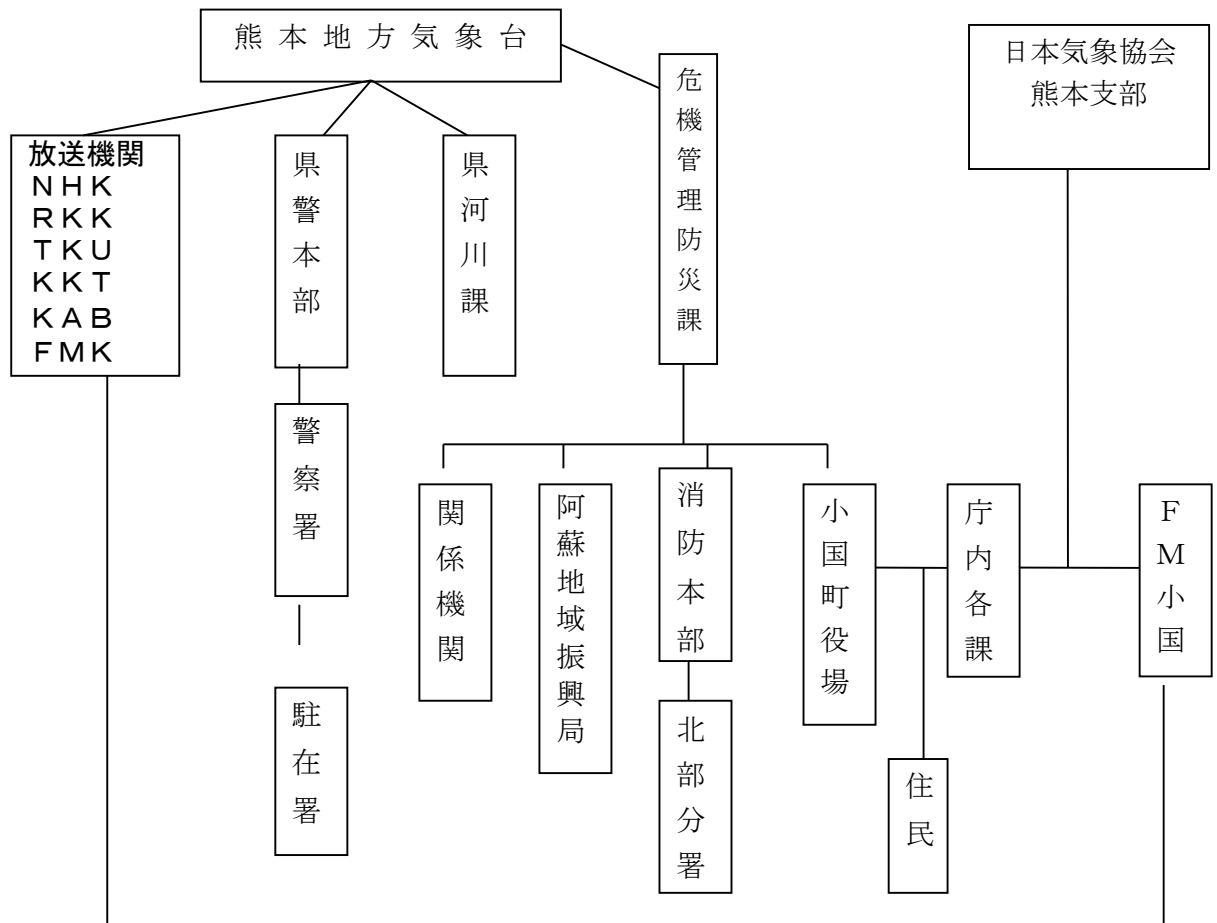 熊本地方気象台
日本気象協会
熊本支部
危機管理防災課
放送機関
ＮＨＫ
ＲＫＫ
ＴＫＵ
ＫＫＴ
ＫＡＢ
ＦＭＫ
県警本部
県河川課
警察署
関係機関
阿蘇地域振興局
消防本部
小国町役場
庁内各課
ＦＭ小国
駐在署
北部分署
住民